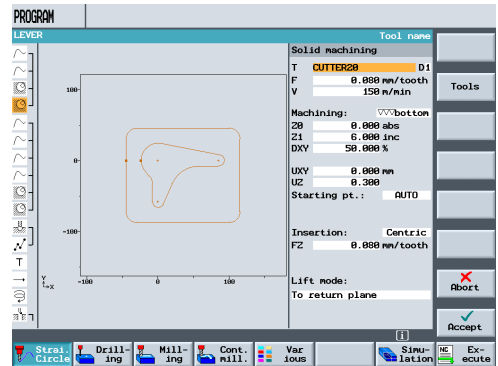 PROGRAM
LEVER
Tool name
Solid machining
T CUTTER20 D1
F 0.080 mm/tooth
V 150 m/min
Tools
Machining: ▽▽▽bottom
Z0 0.000 abs
Z1 6.000 inc
DXY 50.000 %
UXY 0.000 mm
UZ 0.300
Starting pt.: AUTO
Insertion: Centric
FZ 0.080 mm/tooth
Lift mode:
To return plane
100
0
-100
-100 0 100
Y
X
T
Abort
Accept
i
Strai. Circle
Drill- ing
Mill- ing
Cont. mill.
Var ious
Simu- lation
NC Ex- ecute